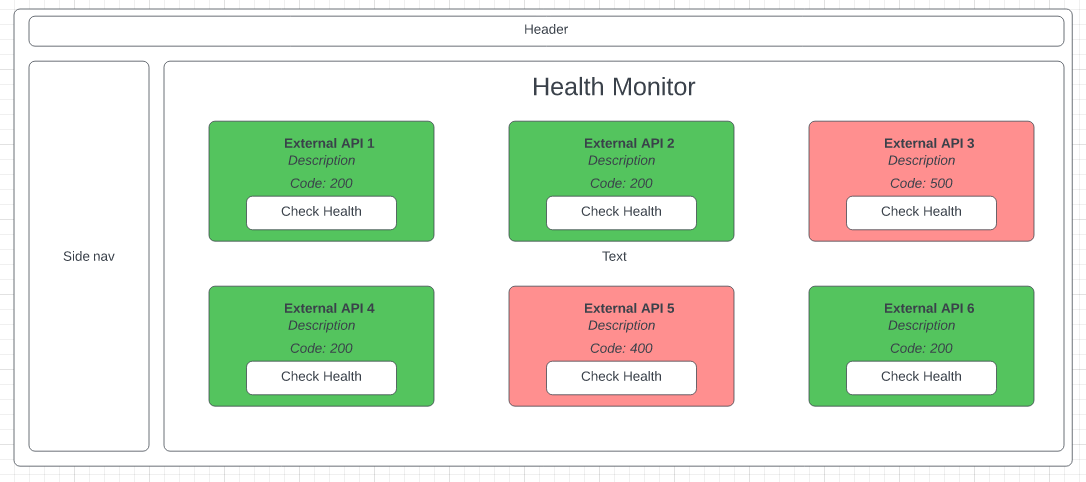 Header
Side nav
Health Monitor
External API 1
Description
Code: 200
Check Health
External API 2
Description
Code: 200
Check Health
External API 3
Description
Code: 500
Check Health
Text
External API 4
Description
Code: 200
Check Health
External API 5
Description
Code: 400
Check Health
External API 6
Description
Code: 200
Check Health